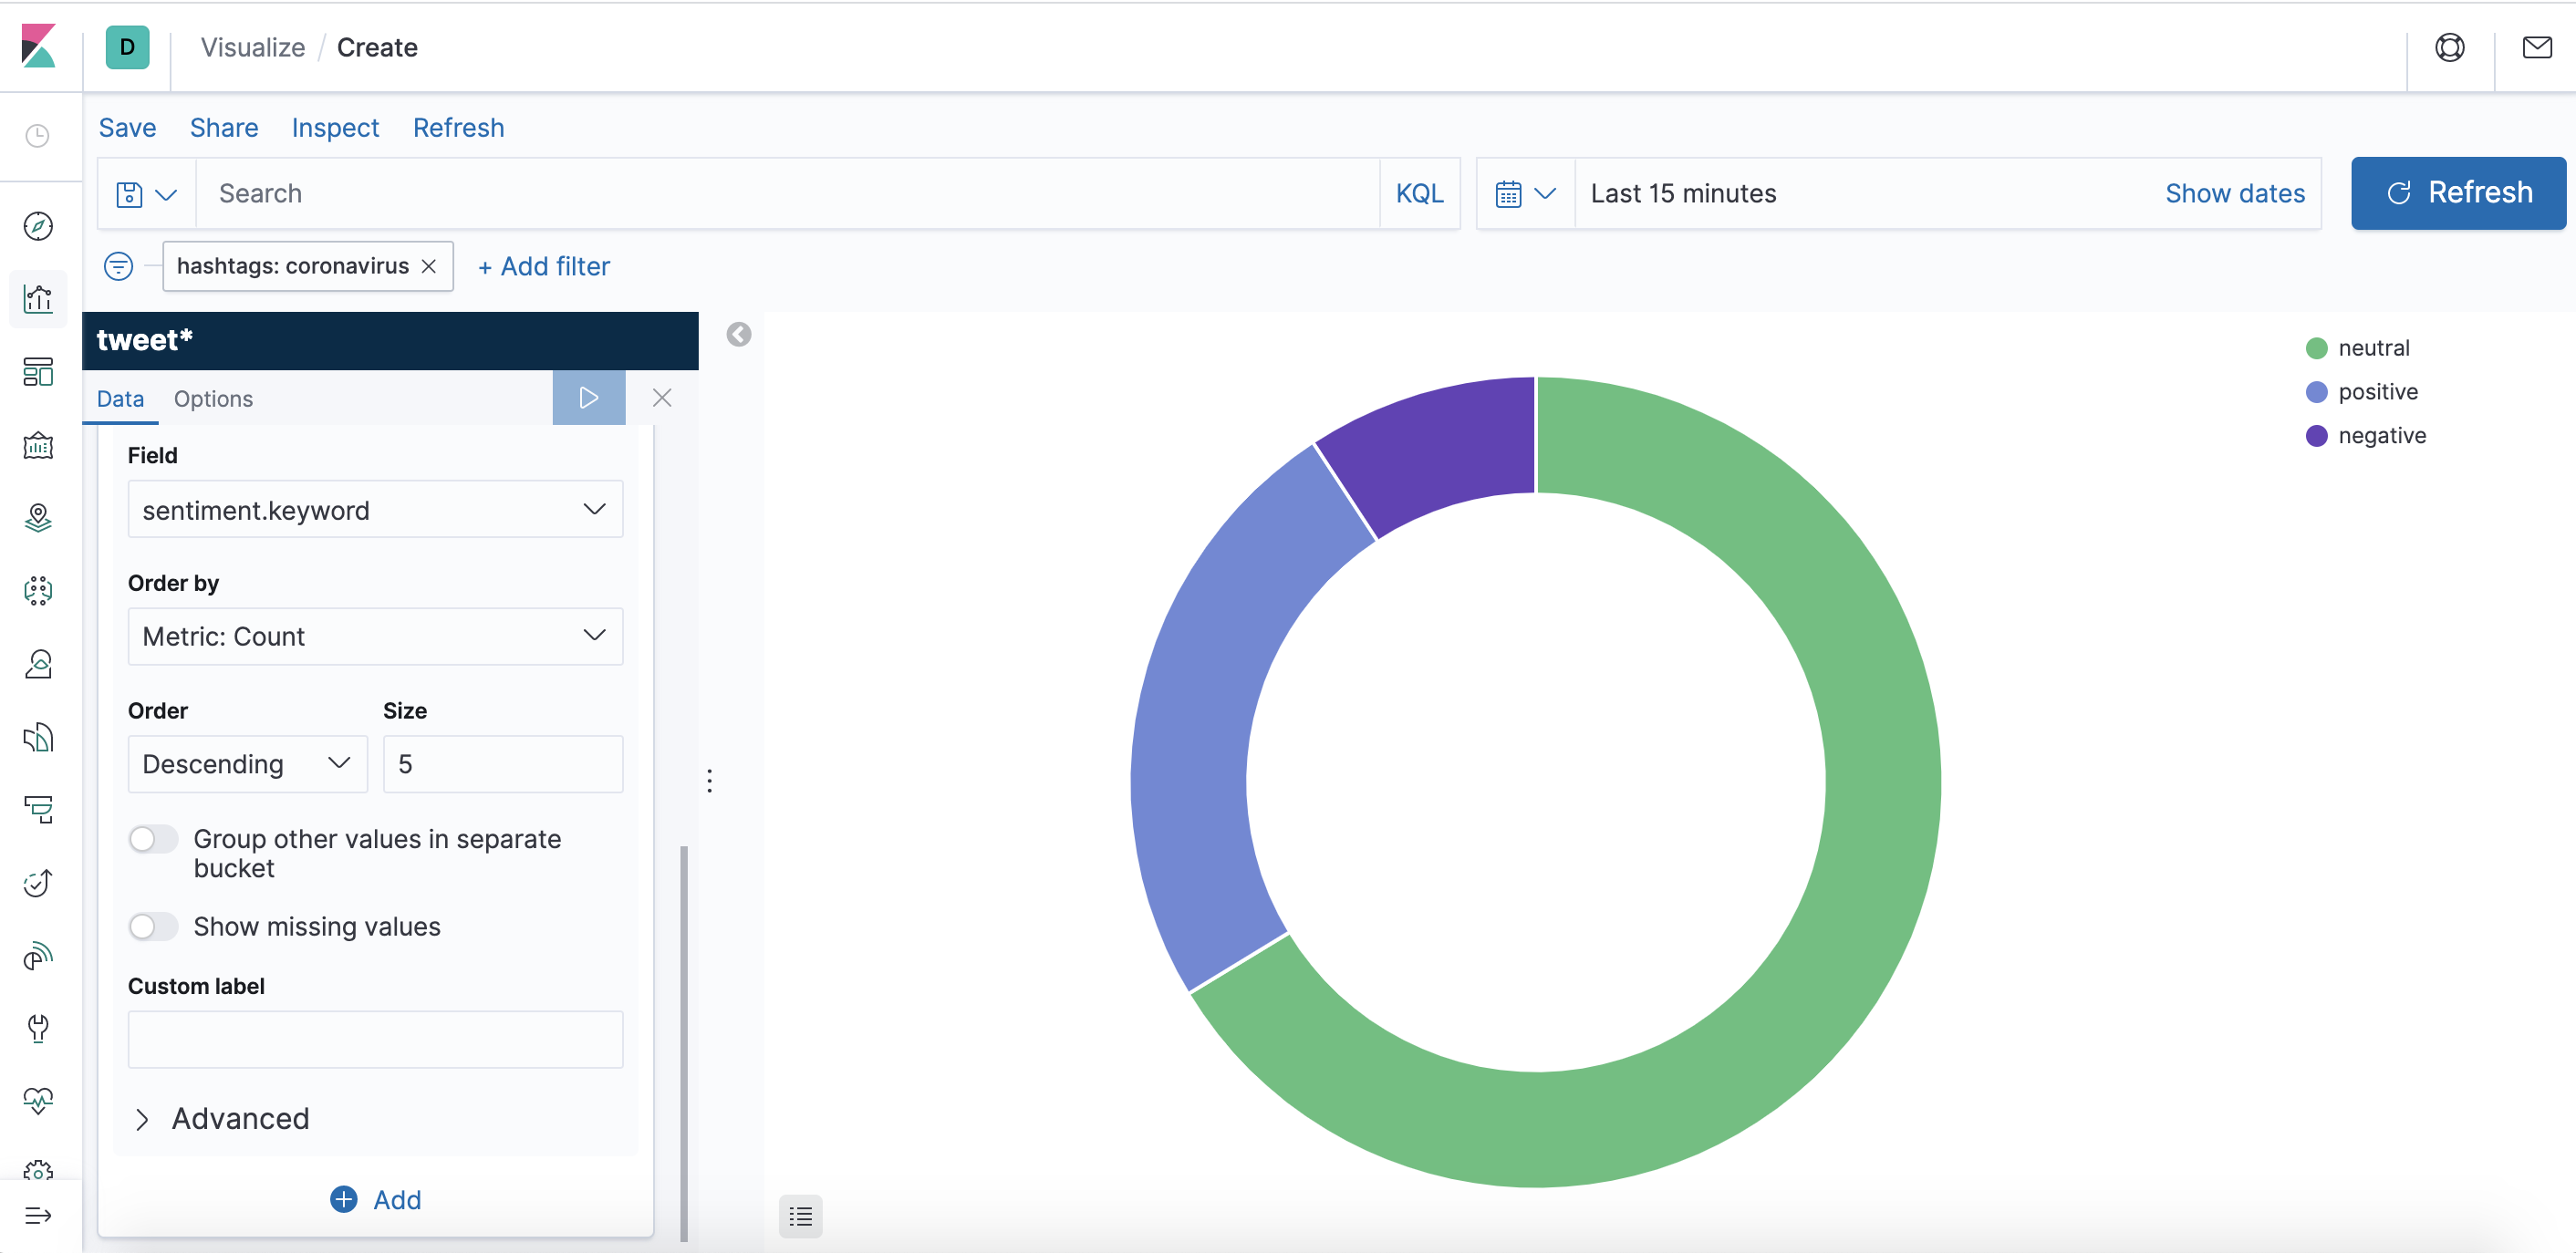 D
Visualize / Create
Save Share Inspect Refresh
Search KQL Last 15 minutes Show dates Refresh
hashtags: coronavirus + Add filter
tweet*
Data Options
Field
sentiment.keyword
Order by
Metric: Count
Order Size
Descending 5
Group other values in separate
bucket
Show missing values
Custom label
Advanced
Add
neutral
positive
negative